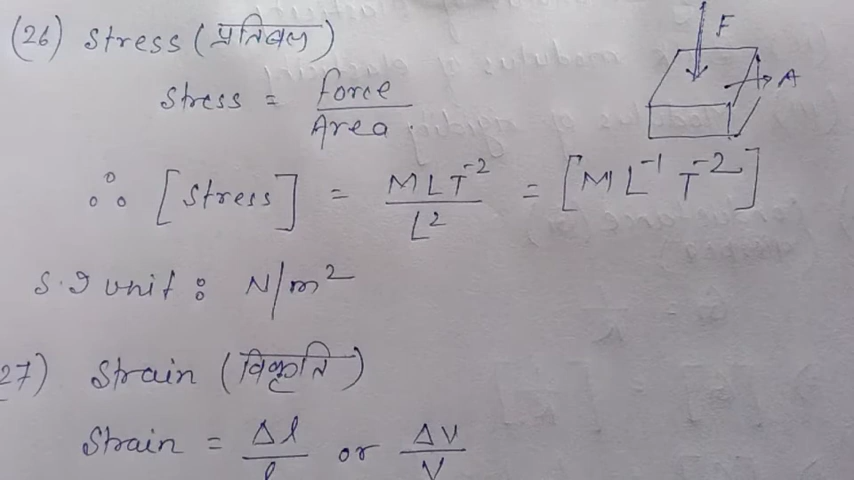 (26) Stress (प्रतिबल)
F
Stress = force / Area
A
∴ [Stress] = MLT⁻² / L² = [ML⁻¹ T⁻²]
S.I unit : N/m²
27) Strain (विकृति)
Strain = Δl / l or ΔV / V